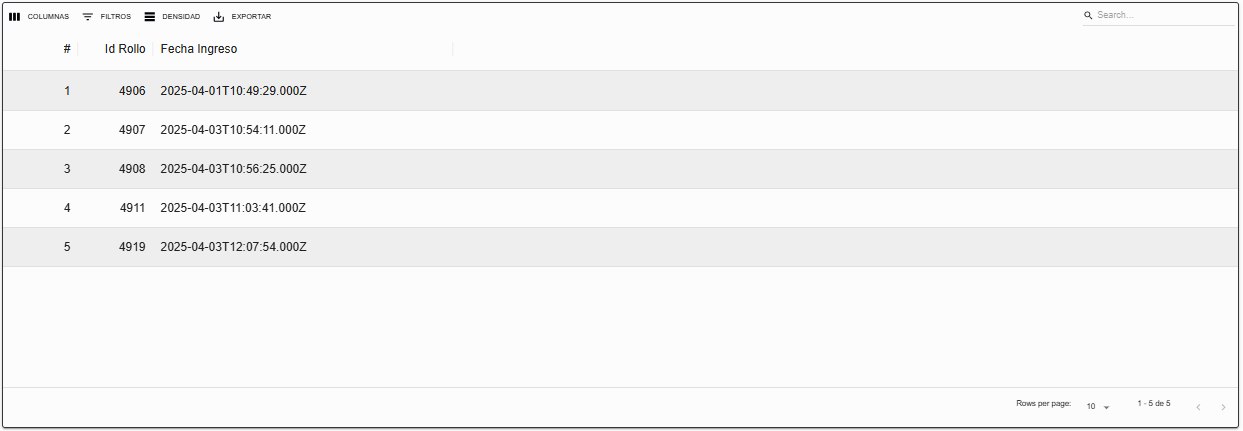 COLUMNAS FILTROS DENSIDAD EXPORTAR Search...
# Id Rollo Fecha Ingreso
1 4906 2025-04-01T10:49:29.000Z
2 4907 2025-04-03T10:54:11.000Z
3 4908 2025-04-03T10:56:25.000Z
4 4911 2025-04-03T11:03:41.000Z
5 4919 2025-04-03T12:07:54.000Z
Rows per page: 10 1 - 5 de 5